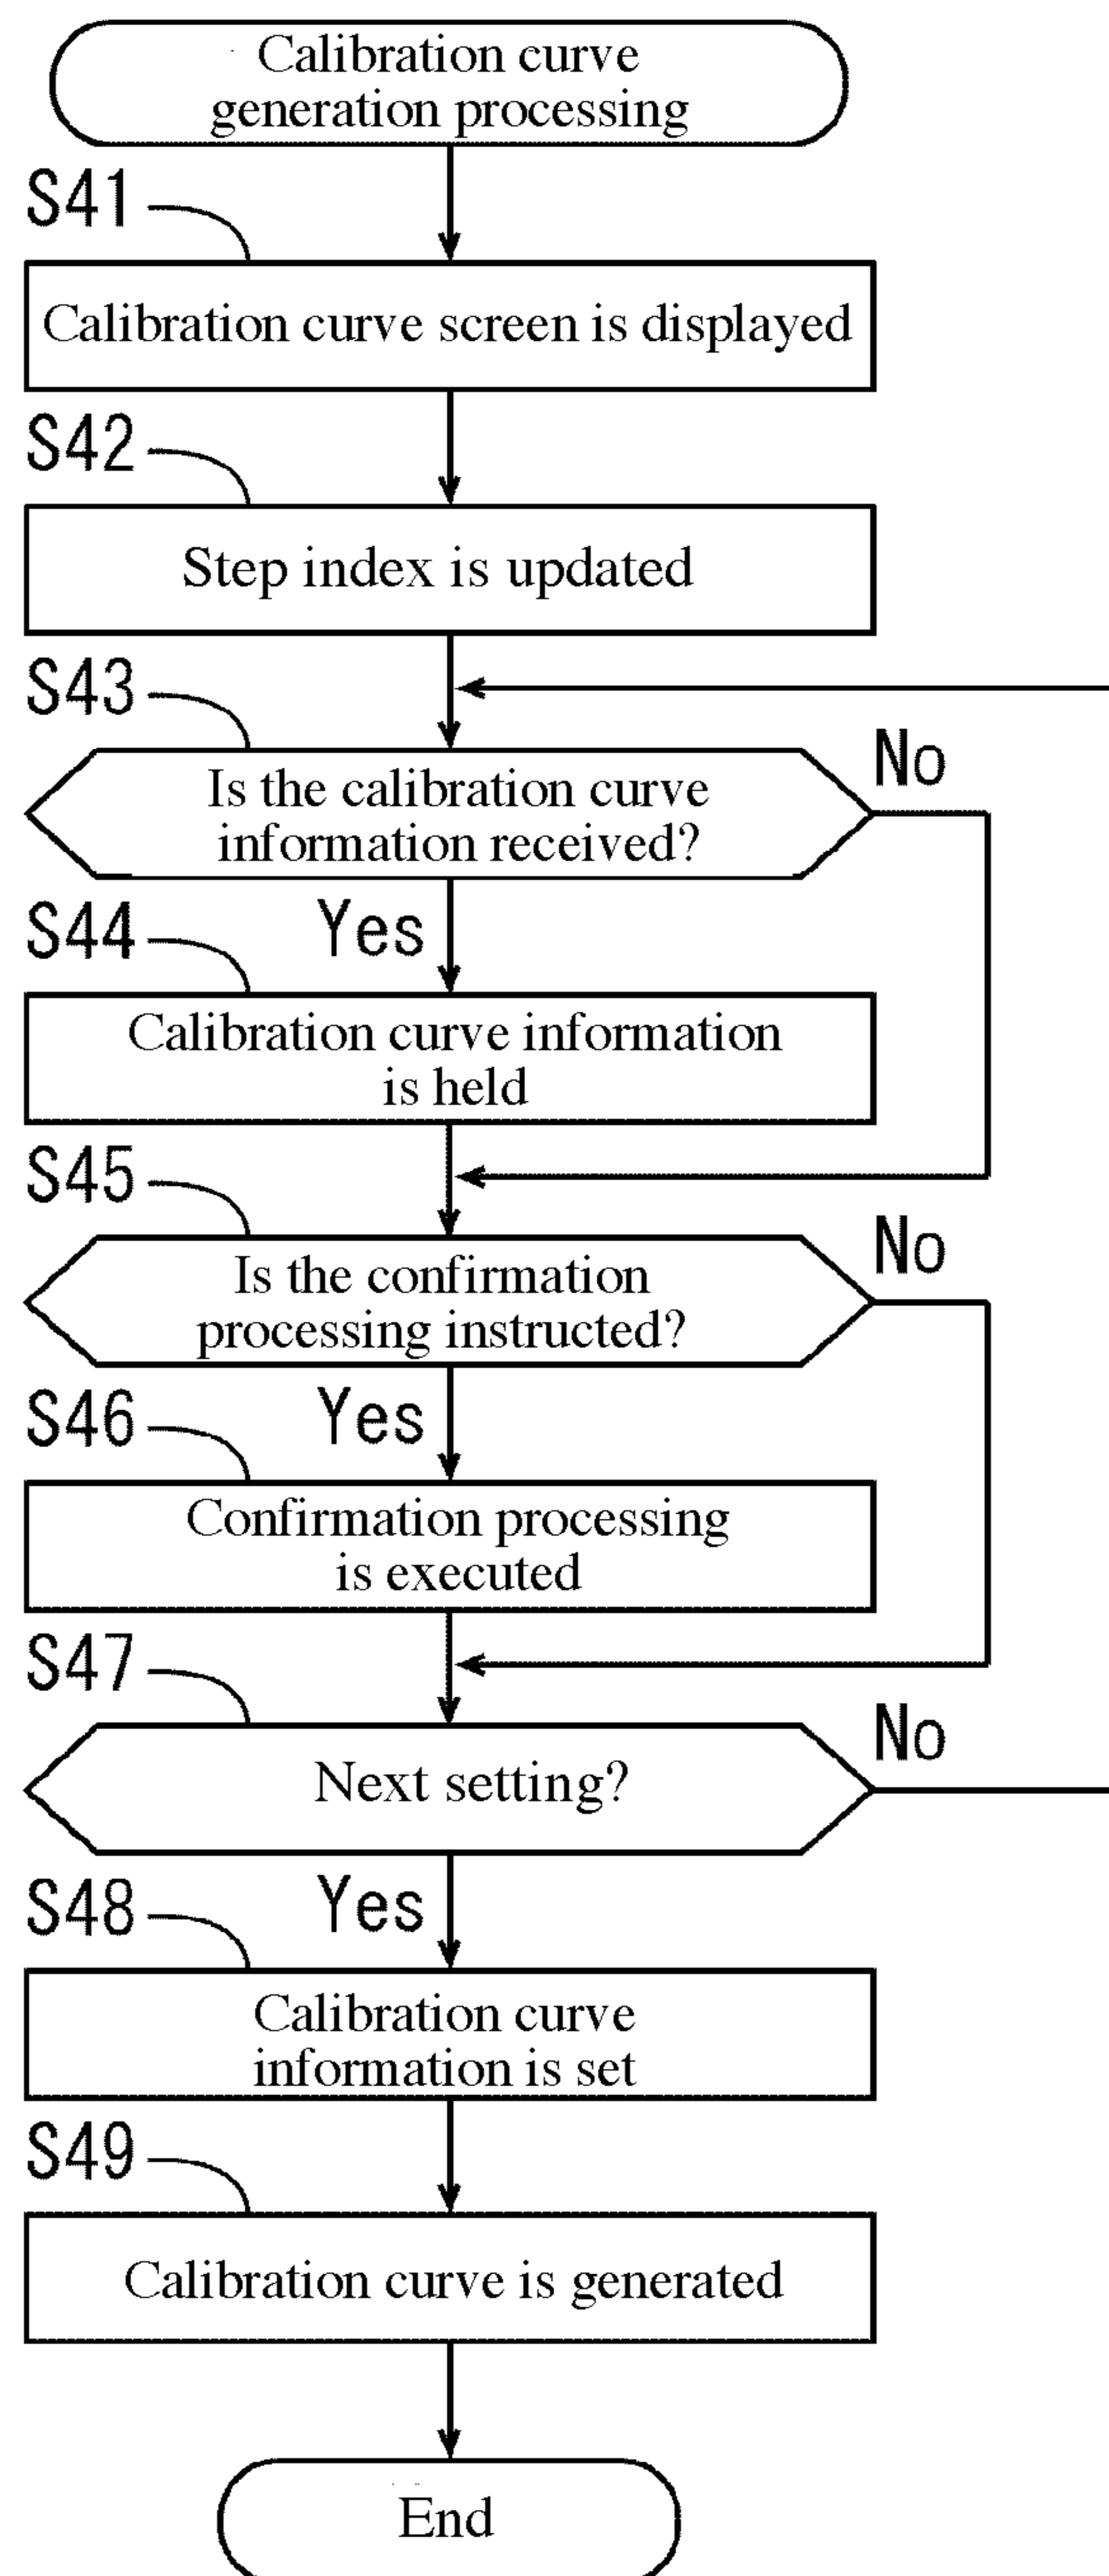 Calibration curve
generation processing
S41
Calibration curve screen is displayed
S42
Step index is updated
S43
No
Is the calibration curve
information received?
S44
Yes
Calibration curve information
is held
S45
No
Is the confirmation
processing instructed?
S46
Yes
Confirmation processing
is executed
S47
No
Next setting?
S48
Yes
Calibration curve
information is set
S49
Calibration curve is generated
End